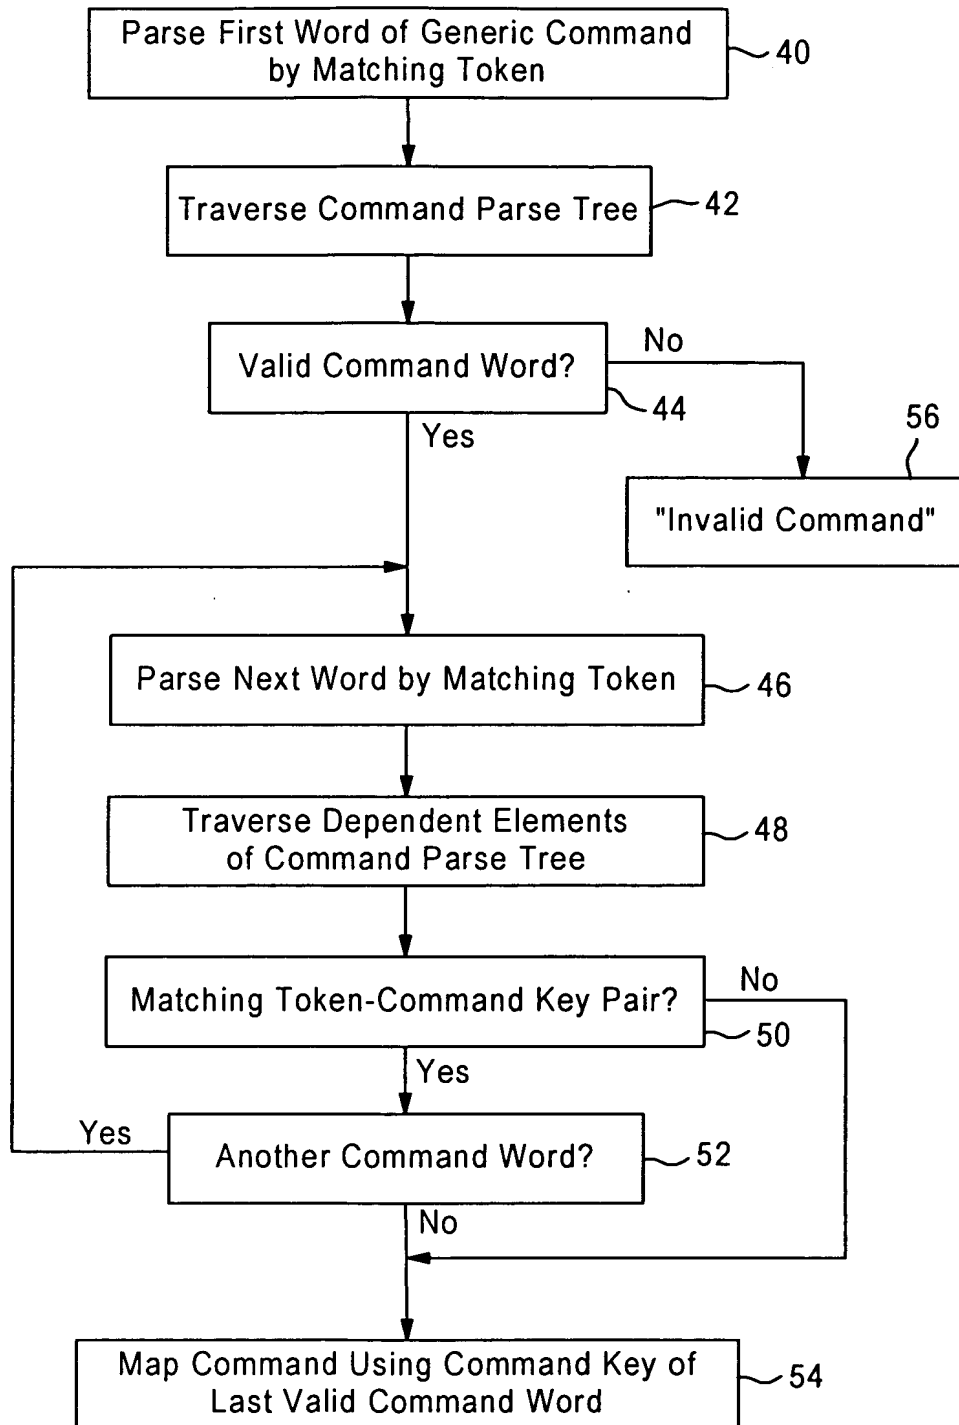 Parse First Word of Generic Command
by Matching Token
40
Traverse Command Parse Tree
42
Valid Command Word?
No
44
Yes
56
"Invalid Command"
Parse Next Word by Matching Token
46
Traverse Dependent Elements
of Command Parse Tree
48
Matching Token-Command Key Pair?
No
50
Yes
Yes
Another Command Word?
52
No
Map Command Using Command Key of
Last Valid Command Word
54